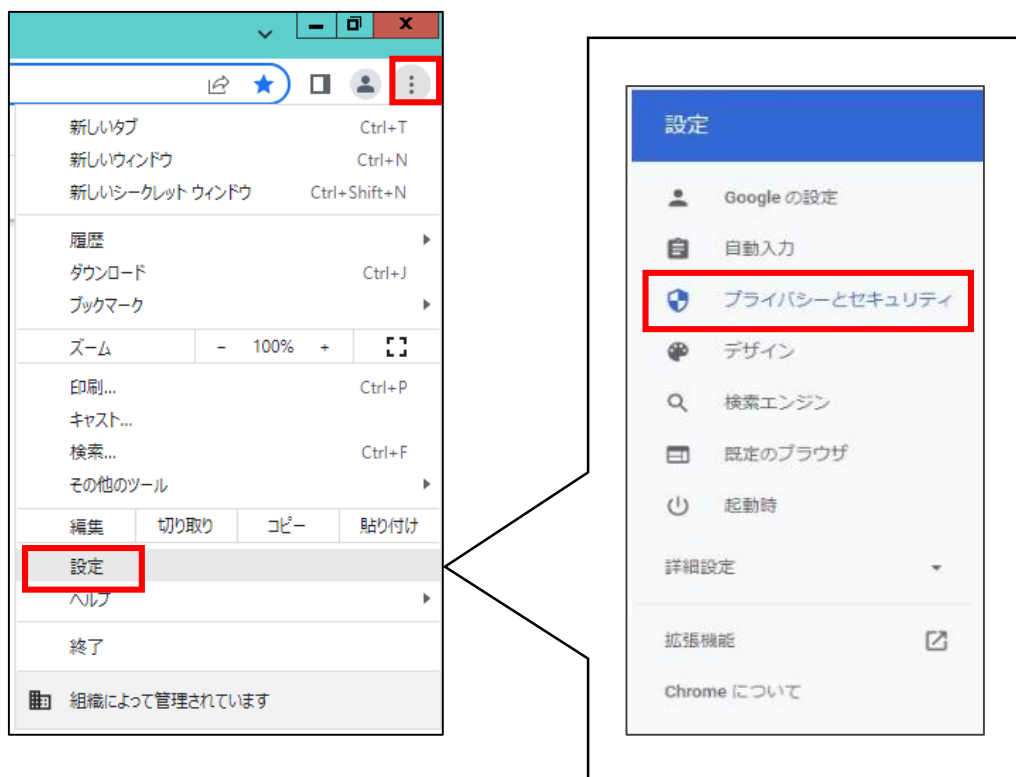 新しいタブ Ctrl+T
新しいウィンドウ Ctrl+N
新しいシークレット ウィンドウ Ctrl+Shift+N
履歴
ダウンロード Ctrl+J
ブックマーク
ズーム - 100% +
印刷... Ctrl+P
キャスト...
検索... Ctrl+F
その他のツール
編集 切り取り コピー 貼り付け
設定
ヘルプ
終了
組織によって管理されています
設定
Google の設定
自動入力
プライバシーとセキュリティ
デザイン
検索エンジン
既定のブラウザ
起動時
詳細設定
拡張機能
Chrome について